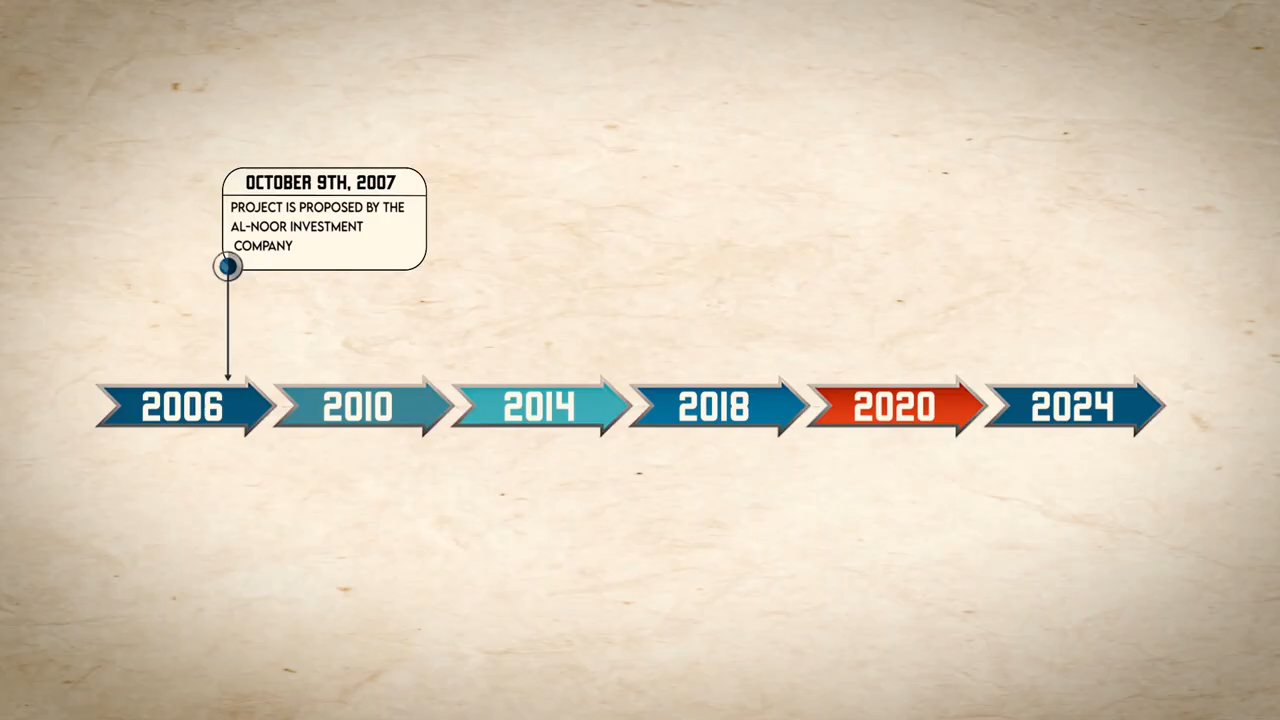 OCTOBER 9TH, 2007
PROJECT IS PROPOSED BY THE
AL-NOOR INVESTMENT
COMPANY
2006
2010
2014
2018
2020
2024